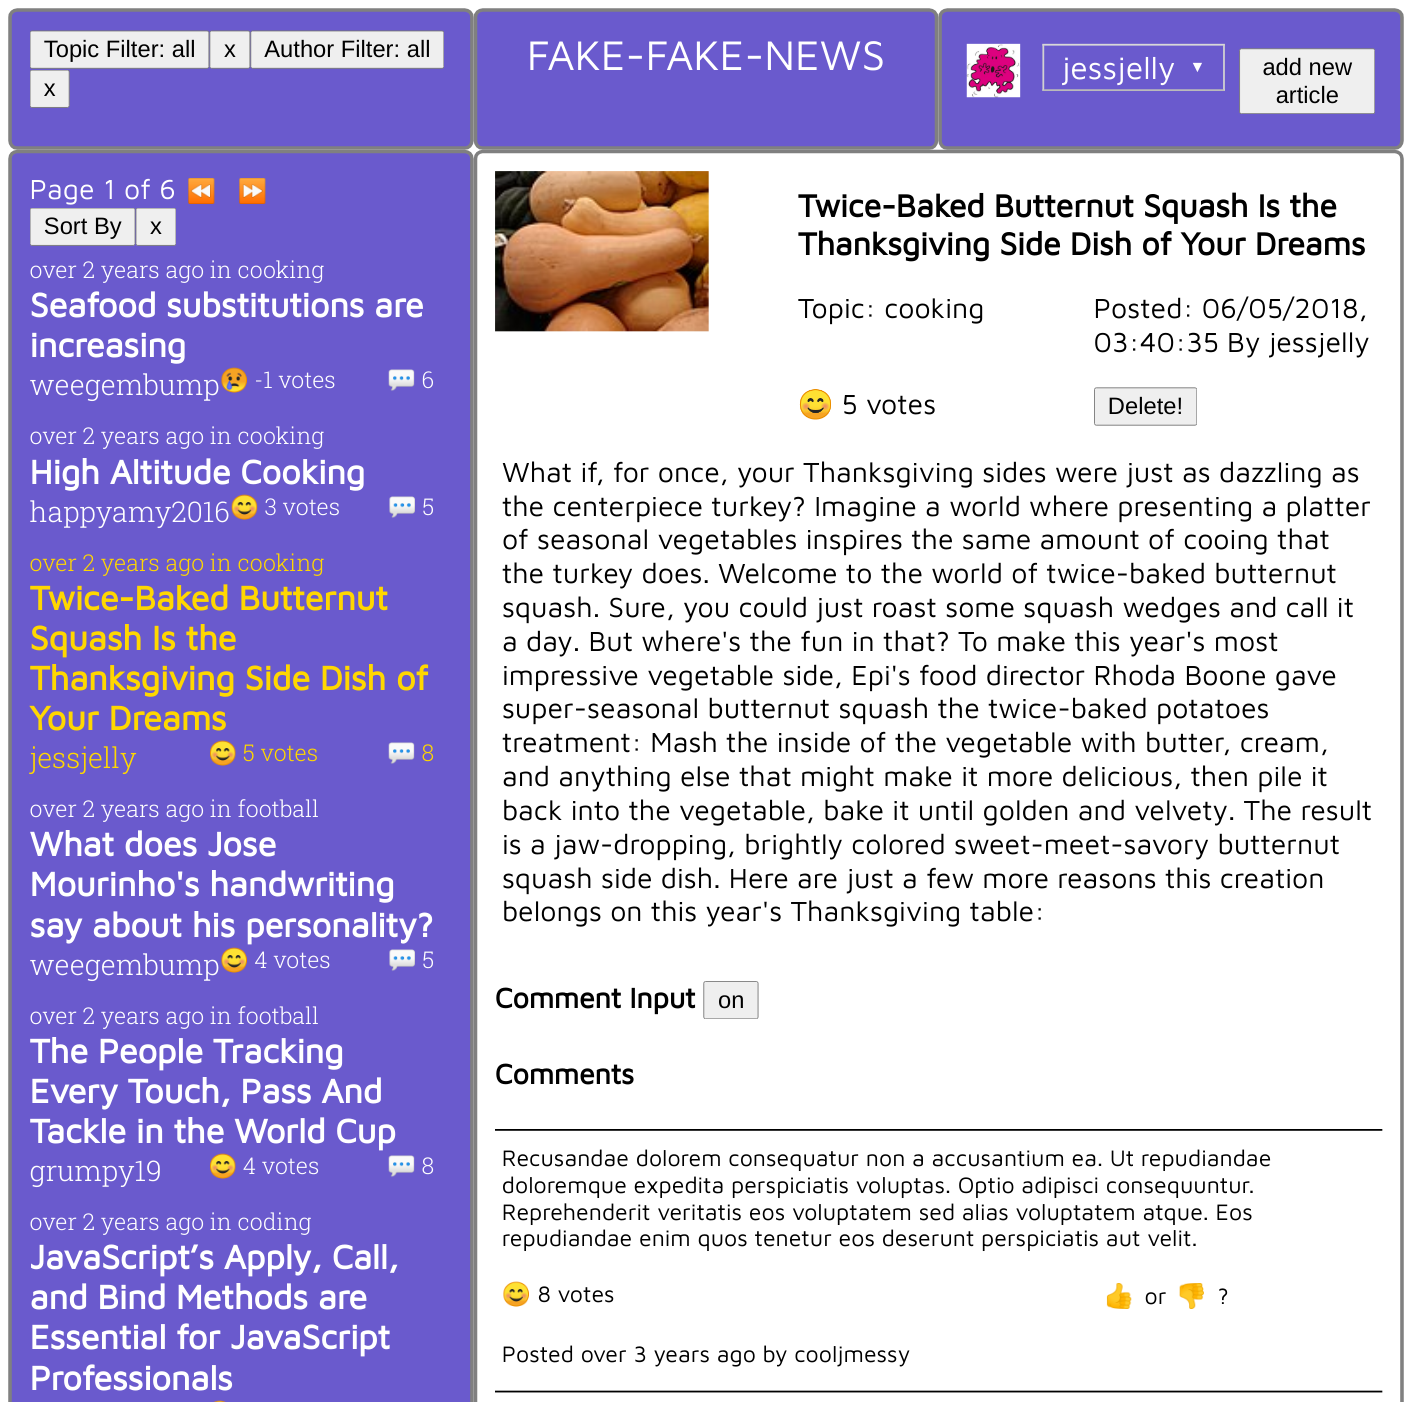 Topic Filter: all x Author Filter: all
x
FAKE-FAKE-NEWS
jessjelly ▼
add new
article
Page 1 of 6 ⏪ ⏩
Sort By x
over 2 years ago in cooking
Seafood substitutions are
increasing
weegembump😢 -1 votes 💬 6
over 2 years ago in cooking
High Altitude Cooking
happyamy2016😊 3 votes 💬 5
over 2 years ago in cooking
Twice-Baked Butternut
Squash Is the
Thanksgiving Side Dish of
Your Dreams
jessjelly 😊 5 votes 💬 8
over 2 years ago in football
What does Jose
Mourinho's handwriting
say about his personality?
weegembump😊 4 votes 💬 5
over 2 years ago in football
The People Tracking
Every Touch, Pass And
Tackle in the World Cup
grumpy19 😊 4 votes 💬 8
over 2 years ago in coding
JavaScript’s Apply, Call,
and Bind Methods are
Essential for JavaScript
Professionals
Twice-Baked Butternut Squash Is the
Thanksgiving Side Dish of Your Dreams
Topic: cooking
Posted: 06/05/2018,
03:40:35 By jessjelly
😊 5 votes
Delete!
What if, for once, your Thanksgiving sides were just as dazzling as
the centerpiece turkey? Imagine a world where presenting a platter
of seasonal vegetables inspires the same amount of cooing that
the turkey does. Welcome to the world of twice-baked butternut
squash. Sure, you could just roast some squash wedges and call it
a day. But where's the fun in that? To make this year's most
impressive vegetable side, Epi's food director Rhoda Boone gave
super-seasonal butternut squash the twice-baked potatoes
treatment: Mash the inside of the vegetable with butter, cream,
and anything else that might make it more delicious, then pile it
back into the vegetable, bake it until golden and velvety. The result
is a jaw-dropping, brightly colored sweet-meet-savory butternut
squash side dish. Here are just a few more reasons this creation
belongs on this year's Thanksgiving table:
Comment Input on
Comments
Recusandae dolorem consequatur non a accusantium ea. Ut repudiandae
doloremque expedita perspiciatis voluptas. Optio adipisci consequuntur.
Reprehenderit veritatis eos voluptatem sed alias voluptatem atque. Eos
repudiandae enim quos tenetur eos deserunt perspiciatis aut velit.
😊 8 votes 👍 or 👎 ?
Posted over 3 years ago by cooljmessy